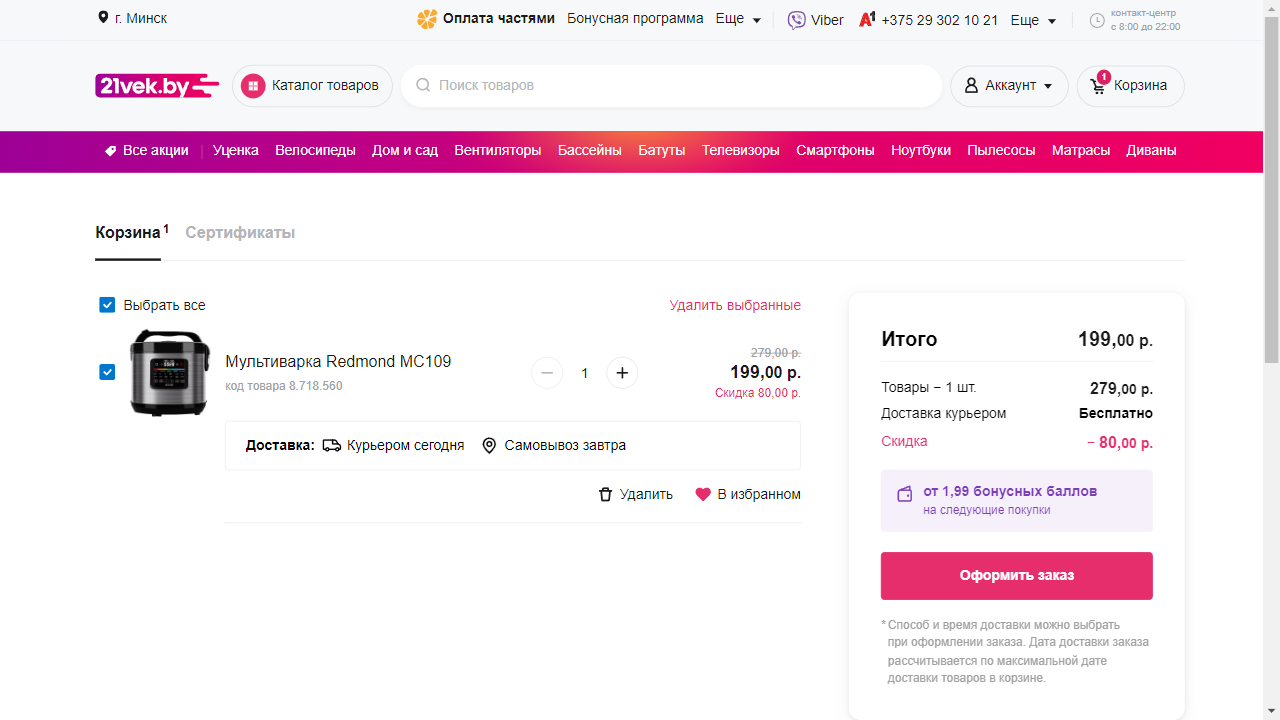 г. Минск
Оплата частями Бонусная программа Еще
Viber
A1 +375 29 302 10 21 Еще
контакт-центр
с 8:00 до 22:00
21vek.by
Каталог товаров
Поиск товаров
Аккаунт
1
Корзина
Все акции Уценка Велосипеды Дом и сад Вентиляторы Бассейны Батуты Телевизоры Смартфоны Ноутбуки Пылесосы Матрасы Диваны
Корзина 1 Сертификаты
Выбрать все
Удалить выбранные
Мультиварка Redmond MC109
код товара 8.718.560
1
279,00 р.
199,00 р.
Скидка 80,00 р.
Доставка: Курьером сегодня Самовывоз завтра
Удалить В избранном
Итого 199,00 р.
Товары – 1 шт. 279,00 р.
Доставка курьером Бесплатно
Скидка – 80,00 р.
от 1,99 бонусных баллов
на следующие покупки
Оформить заказ
* Способ и время доставки можно выбрать
при оформлении заказа. Дата доставки заказа
рассчитывается по максимальной дате
доставки товаров в корзине.